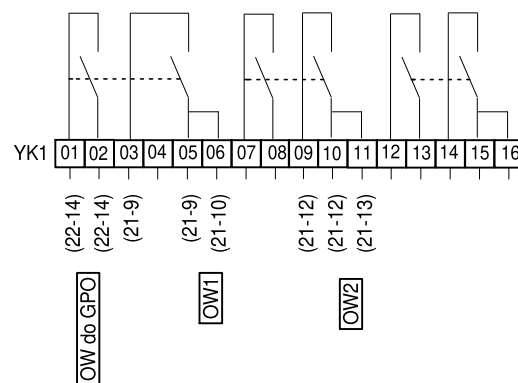 YK1 01 02 03 04 05 06 07 08 09 10 11 12 13 14 15 16
(22-14) (22-14) (21-9) (21-9) (21-10) (21-12) (21-12) (21-13)
OW do GPO
OW1
OW2